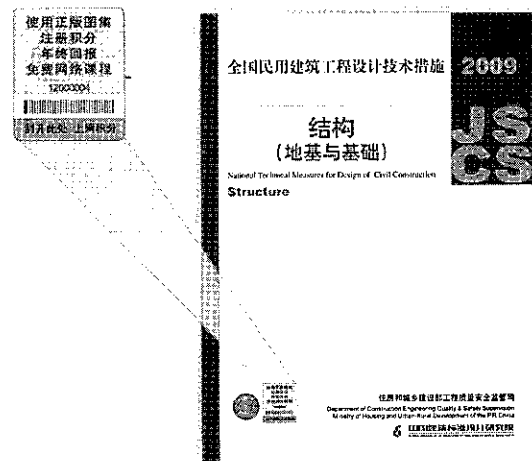 使用正版图集
注册积分
年终回报
免费网络课程
12000004
刮开此处 上网积分
全国民用建筑工程设计技术措施
2009
JS
CS
结构
（地基与基础）
National Technical Measures for Design of Civil Construction
Structure
住房和城乡建设部工程质量安全监管司
Department of Construction Engineering Quality & Safety Supervision
Ministry of Housing and Urban-Rural Development of the P.R. China
中国建筑标准设计研究院